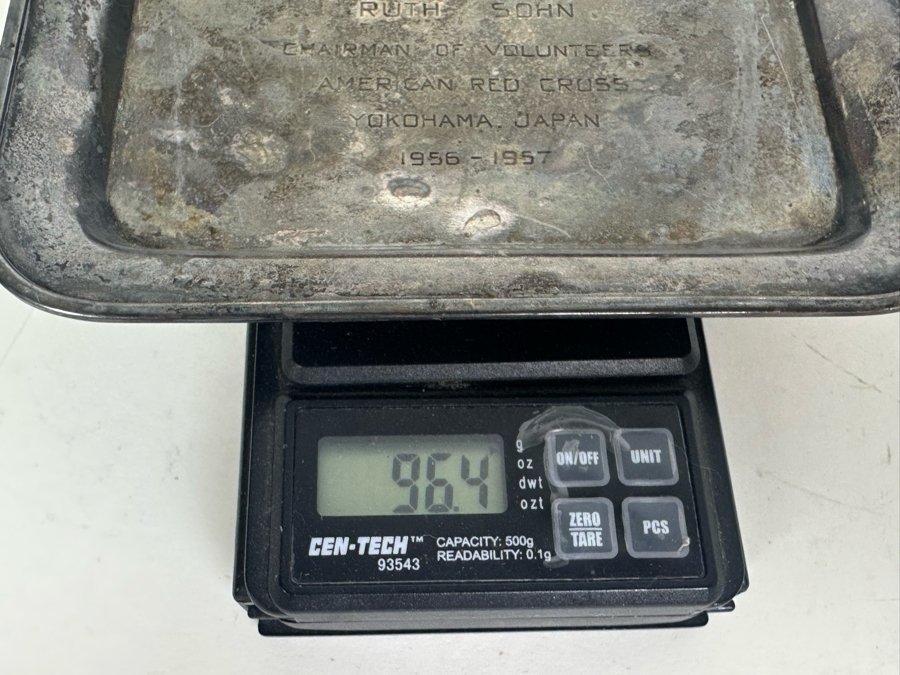 RUTH SOHN
CHAIRMAN OF VOLUNTEERS
AMERICAN RED CROSS
YOKOHAMA, JAPAN
1956 - 1957
96.4
g
oz
dwt
ozt
ON/OFF
UNIT
ZERO
TARE
PCS
CEN-TECH™
93543
CAPACITY: 500g
READABILITY: 0.1g